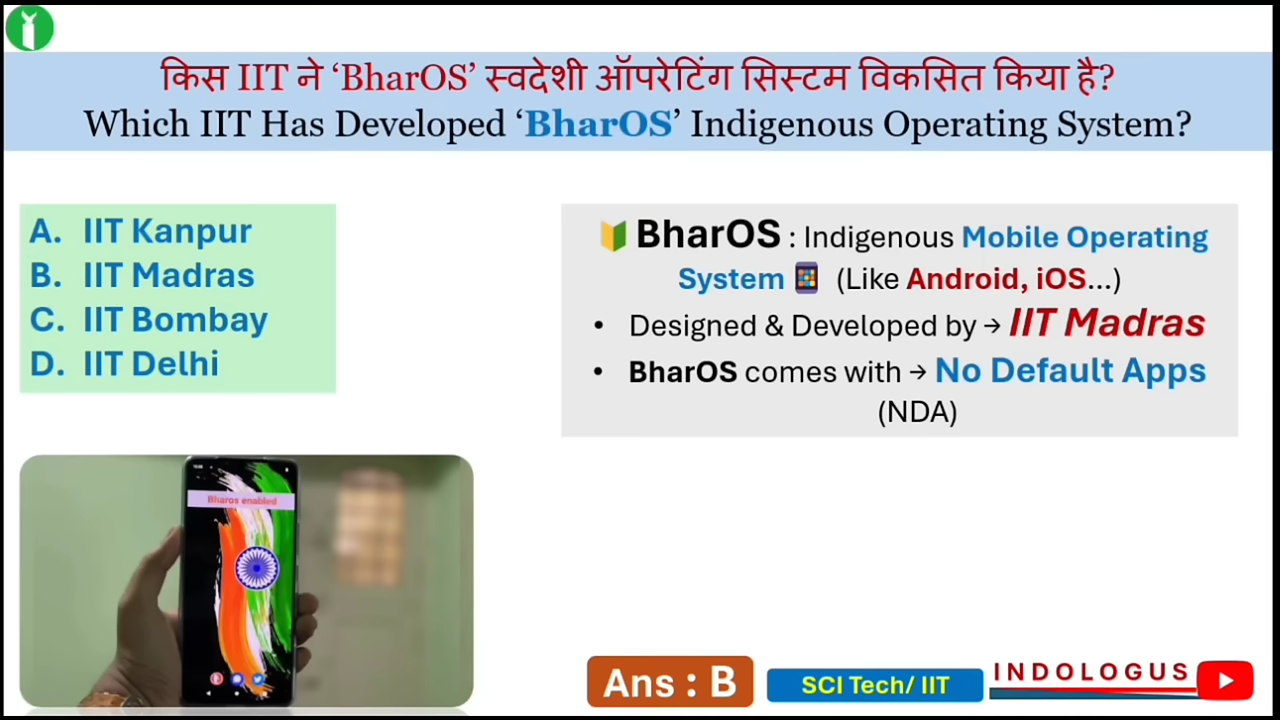 किस IIT ने ‘BharOS’ स्वदेशी ऑपरेटिंग सिस्टम विकसित किया है?
Which IIT Has Developed ‘BharOS’ Indigenous Operating System?
A. IIT Kanpur
B. IIT Madras
C. IIT Bombay
D. IIT Delhi
BharOS : Indigenous Mobile Operating
System (Like Android, iOS...)
• Designed & Developed by → IIT Madras
• BharOS comes with → No Default Apps
(NDA)
Bharos enabled
Ans : B
SCI Tech/ IIT
INDOLOGUS